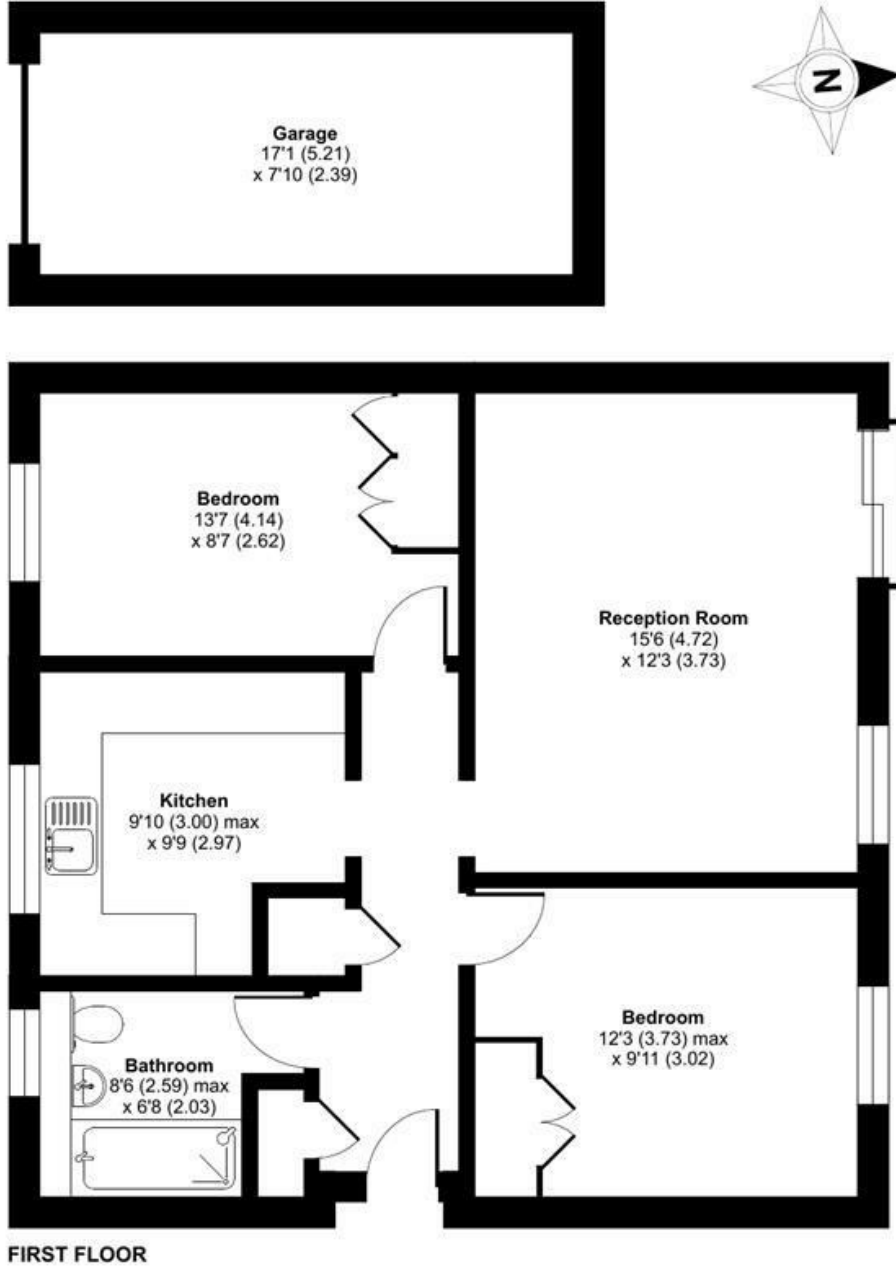 Garage
17'1 (5.21)
x 7'10 (2.39)
N
Bedroom
13'7 (4.14)
x 8'7 (2.62)
Reception Room
15'6 (4.72)
x 12'3 (3.73)
Kitchen
9'10 (3.00) max
x 9'9 (2.97)
Bedroom
12'3 (3.73) max
x 9'11 (3.02)
Bathroom
8'6 (2.59) max
x 6'8 (2.03)
FIRST FLOOR